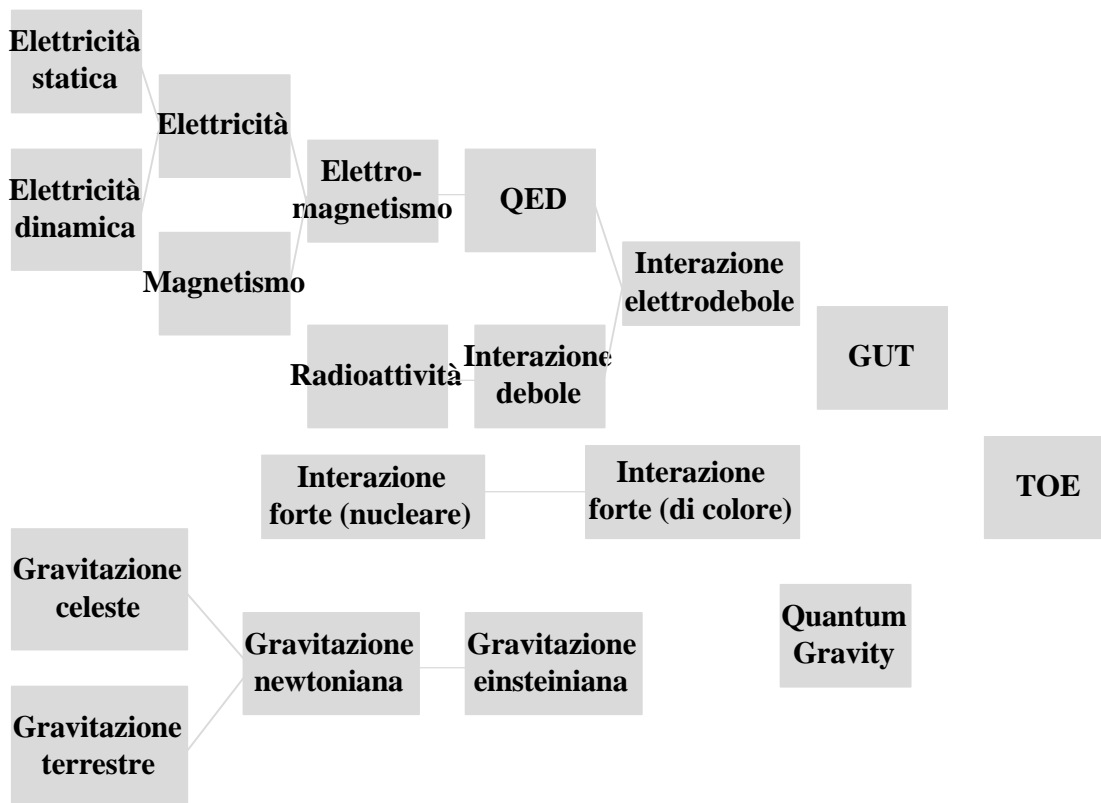 Elettricità
statica
Elettricità
Elettricità
dinamica
Magnetismo
Elettro-
magnetismo
QED
Interazione
elettrodebole
Radioattività
Interazione
debole
GUT
Interazione
forte (nucleare)
Interazione
forte (di colore)
TOE
Gravitazione
celeste
Gravitazione
newtoniana
Gravitazione
einsteiniana
Quantum
Gravity
Gravitazione
terrestre